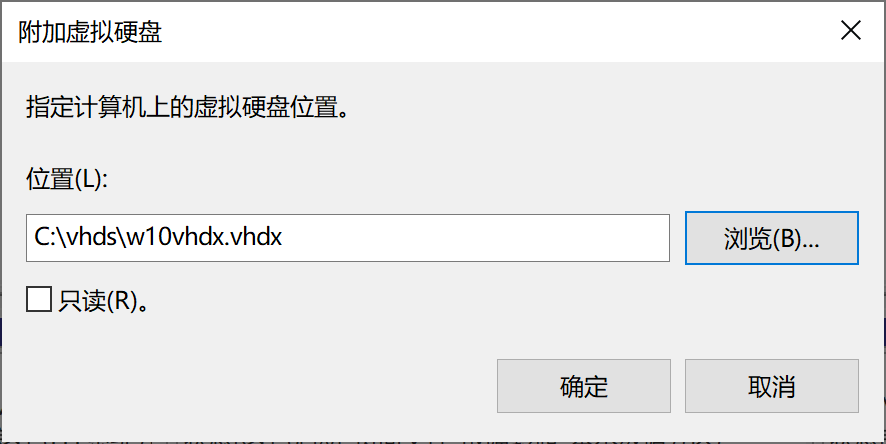 附加虚拟硬盘
指定计算机上的虚拟硬盘位置。
位置(L):
C:\vhds\w10vhdx.vhdx
浏览(B)...
只读(R)。
确定
取消